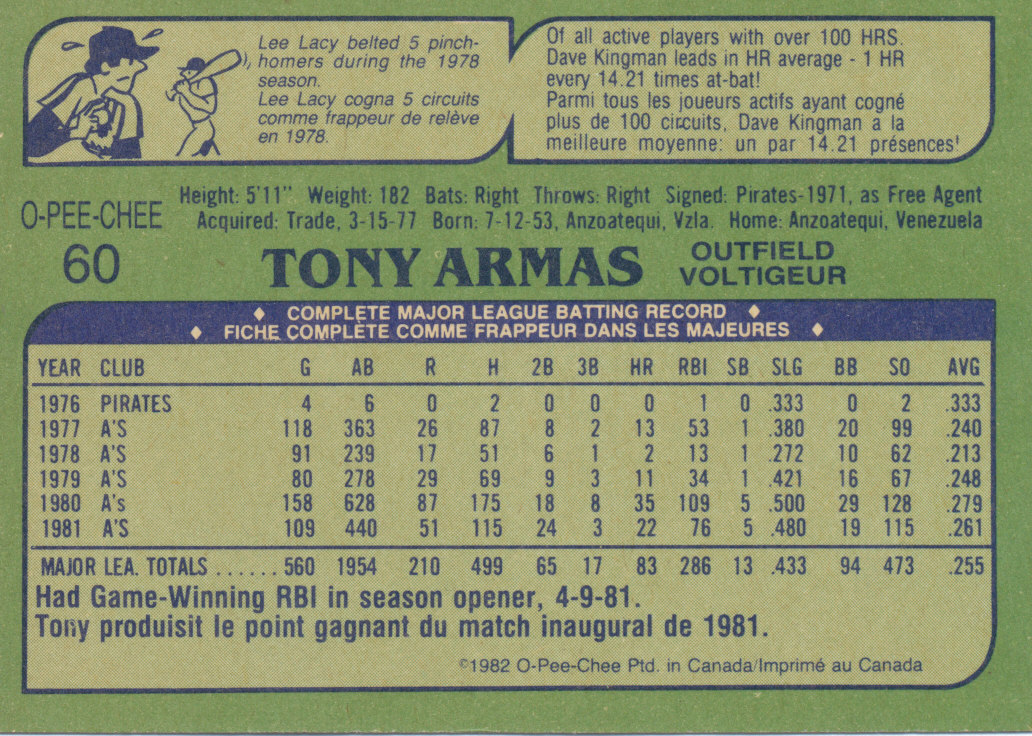 Lee Lacy belted 5 pinch-
homers during the 1978
season.
Lee Lacy cogna 5 circuits
comme frappeur de relève
en 1978.
Of all active players with over 100 HRS.
Dave Kingman leads in HR average - 1 HR
every 14.21 times at-bat!
Parmi tous les joueurs actifs ayant cogné
plus de 100 circuits, Dave Kingman a la
meilleure moyenne: un par 14.21 présences!
O-PEE-CHEE
60
Height: 5'11" Weight: 182 Bats: Right Throws: Right Signed: Pirates-1971, as Free Agent
Acquired: Trade, 3-15-77 Born: 7-12-53, Anzoatequi, Vzla. Home: Anzoatequi, Venezuela
TONY ARMAS
OUTFIELD
VOLTIGEUR
♦ COMPLETE MAJOR LEAGUE BATTING RECORD ♦
♦ FICHE COMPLÈTE COMME FRAPPEUR DANS LES MAJEURES ♦
YEAR CLUB G AB R H 2B 3B HR RBI SB SLG BB SO AVG
1976 PIRATES 4 6 0 2 0 0 0 1 0 .333 0 2 .333
1977 A'S 118 363 26 87 8 2 13 53 1 .380 20 99 .240
1978 A'S 91 239 17 51 6 1 2 13 1 .272 10 62 .213
1979 A'S 80 278 29 69 9 3 11 34 1 .421 16 67 .248
1980 A's 158 628 87 175 18 8 35 109 5 .500 29 128 .279
1981 A'S 109 440 51 115 24 3 22 76 5 .480 19 115 .261
MAJOR LEA. TOTALS ...... 560 1954 210 499 65 17 83 286 13 .433 94 473 .255
Had Game-Winning RBI in season opener, 4-9-81.
Tony produisit le point gagnant du match inaugural de 1981.
©1982 O-Pee-Chee Ptd. in Canada/Imprimé au Canada